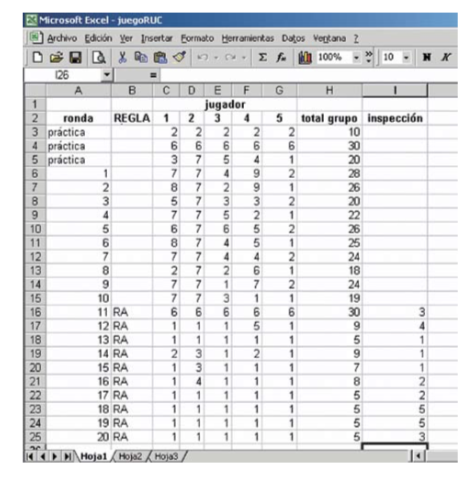 Microsoft Excel - juegoRUC
Archivo Edición Ver Insertar Formato Herramientas Datos Ventana ?
Σ fx 100% » 10 N K
I26 =
A B C D E F G H I
1 jugador
2 ronda REGLA 1 2 3 4 5 total grupo inspección
3 práctica 2 2 2 2 2 10
4 práctica 6 6 6 6 6 30
5 práctica 3 7 5 4 1 20
6 1 7 7 4 9 2 28
7 2 8 7 2 9 1 26
8 3 5 7 3 3 2 20
9 4 7 7 5 2 1 22
10 5 6 7 6 5 2 26
11 6 8 7 4 5 1 25
12 7 7 7 4 4 2 24
13 8 2 7 2 6 1 18
14 9 7 7 1 7 2 24
15 10 7 7 3 1 1 19
16 11 RA 6 6 6 6 6 30 3
17 12 RA 1 1 1 5 1 9 4
18 13 RA 1 1 1 1 1 5 1
19 14 RA 2 3 1 2 1 9 1
20 15 RA 1 3 1 1 1 7 1
21 16 RA 1 4 1 1 1 8 2
22 17 RA 1 1 1 1 1 5 2
23 18 RA 1 1 1 1 1 5 5
24 19 RA 1 1 1 1 1 5 5
25 20 RA 1 1 1 1 1 5 3
Hoja1 Hoja2 Hoja3